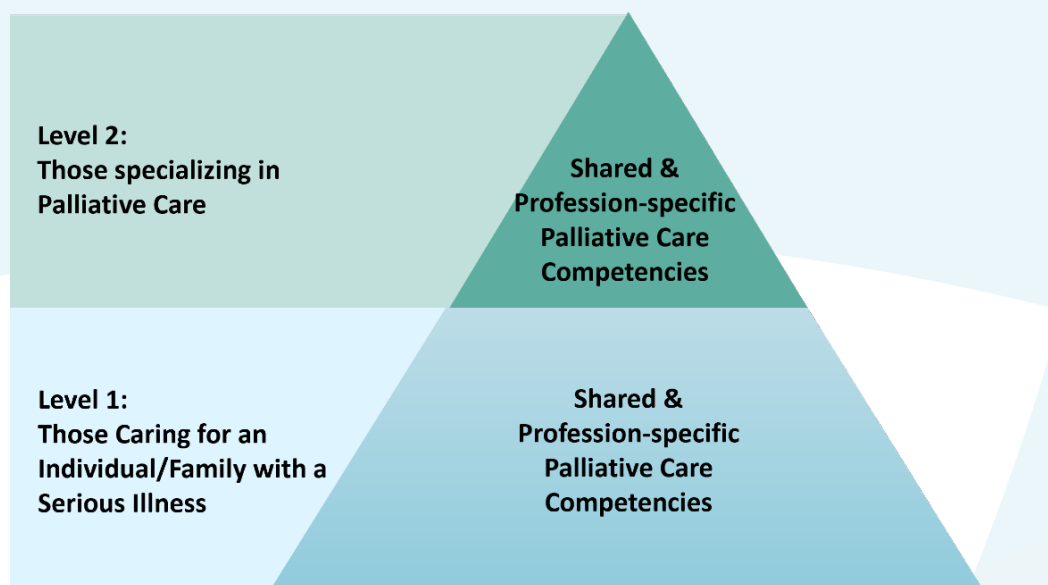 Level 2:
Those specializing in
Palliative Care
Shared &
Profession-specific
Palliative Care
Competencies
Level 1:
Those Caring for an
Individual/Family with a
Serious Illness
Shared &
Profession-specific
Palliative Care
Competencies